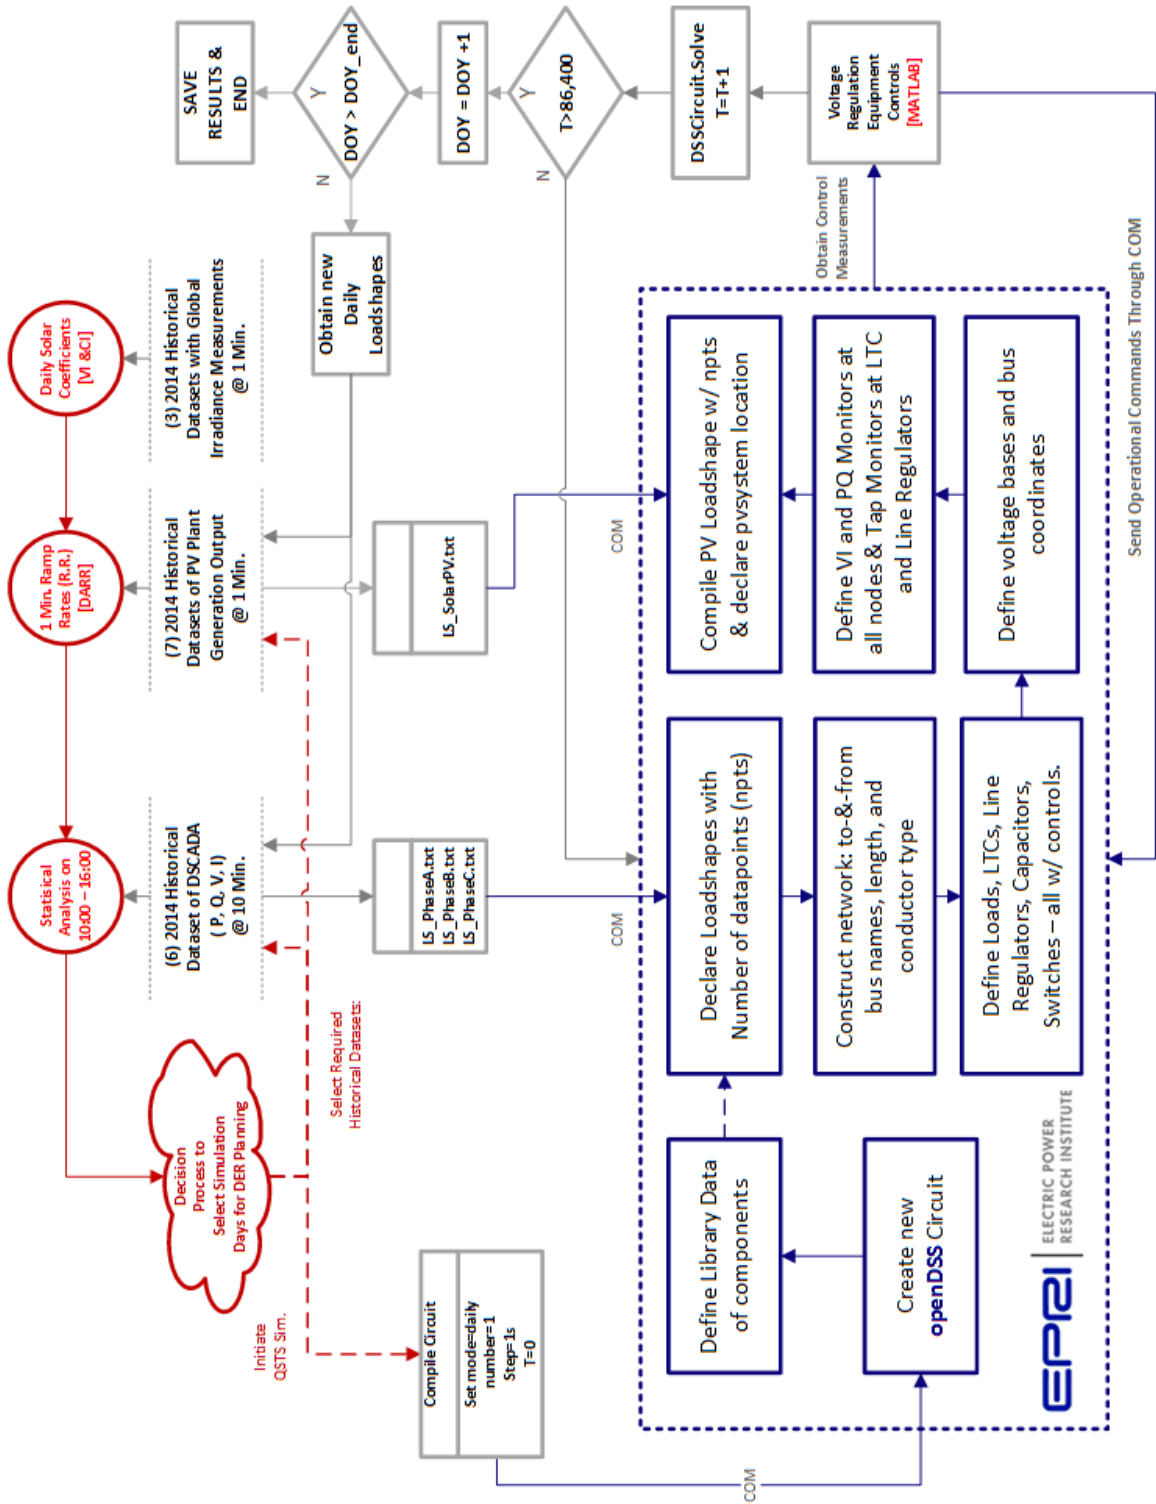 Statisical
Analysis on
10:00 – 16:00
1 Min. Ramp
Rates (R.R.)
[DARR]
Daily Solar
Coefficients
[VI &CI]
Decision
Process to
Select Simulation
Days for DER Planning
(6) 2014 Historical
Dataset of DSCADA
( P, Q, V, I)
@ 10 Min.
(7) 2014 Historical
Datasets of PV Plant
Generation Output
@ 1 Min.
(3) 2014 Historical
Datasets with Global
Irradiance Measurements
@ 1 Min.
SAVE
RESULTS &
END
Y
DOY > DOY_end
N
Initiate
QSTS Sim.
Select Required
Historical Datasets:
Obtain new
Daily
Loadshapes
DOY = DOY +1
Compile Circuit
Set mode=daily
number=1
Step=1s
T=0
LS_PhaseA.txt
LS_PhaseB.txt
LS_PhaseC.txt
LS_SolarPV.txt
Y
T>86,400
N
COM
COM
COM
Define Library Data
of components
Declare Loadshapes with
Number of datapoints (npts)
Compile PV Loadshape w/ npts
& declare pvsystem location
DSSCircuit.Solve
T=T+1
Construct network: to-&-from
bus names, length, and
conductor type
Define VI and PQ Monitors at
all nodes & Tap Monitors at LTC
and Line Regulators
Obtain Control
Measurements
Voltage
Regulation
Equipment
Controls
[MATLAB]
Create new
openDSS Circuit
Define Loads, LTCs, Line
Regulators, Capacitors,
Switches – all w/ controls.
Define voltage bases and bus
coordinates
EPRI
ELECTRIC POWER
RESEARCH INSTITUTE
Send Operational Commands Through COM